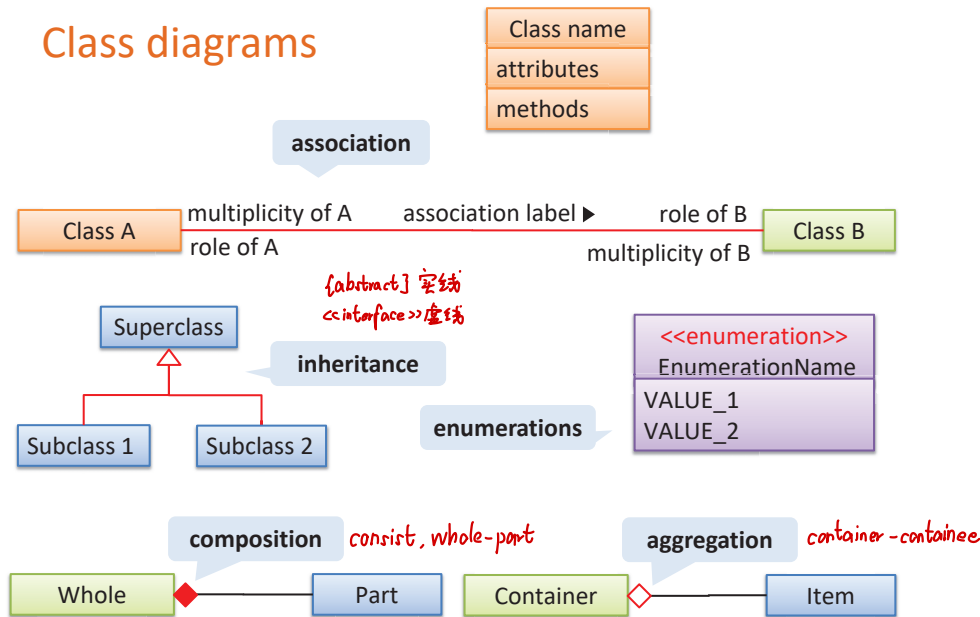 Class diagrams
Class name
attributes
methods
association
multiplicity of A
association label ▶
role of B
Class A
Class B
role of A
multiplicity of B
{abstract} 实线
<<interface>> 虚线
Superclass
inheritance
Subclass 1
Subclass 2
<<enumeration>>
EnumerationName
VALUE_1
VALUE_2
enumerations
composition
consist, whole-part
aggregation
container-containee
Whole
Part
Container
Item